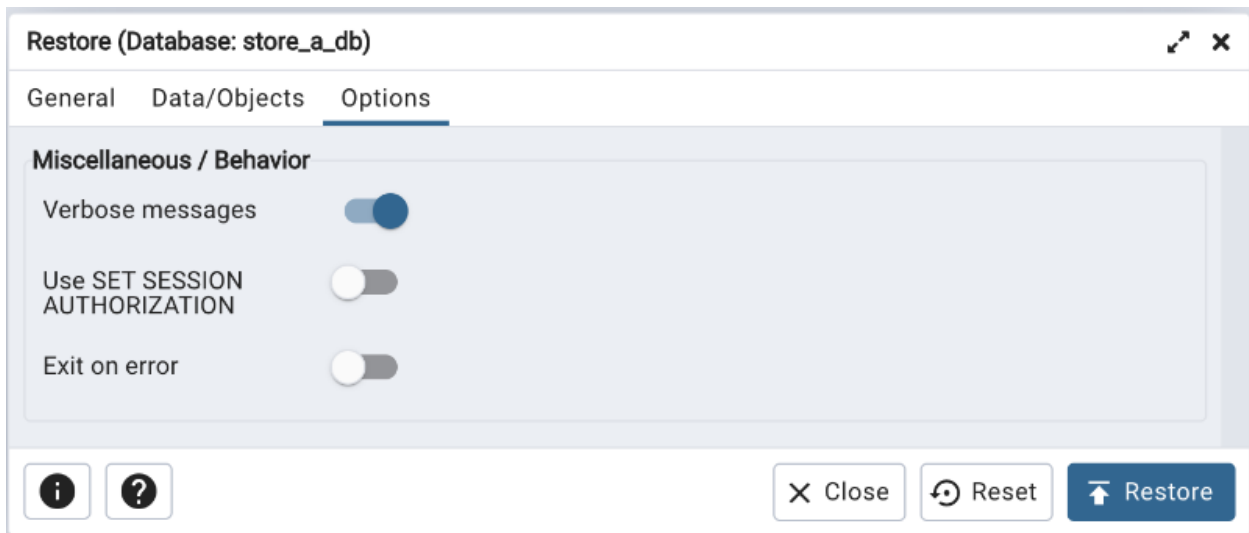 Restore (Database: store_a_db)
General Data/Objects Options
Miscellaneous / Behavior
Verbose messages
Use SET SESSION
AUTHORIZATION
Exit on error
Close Reset Restore